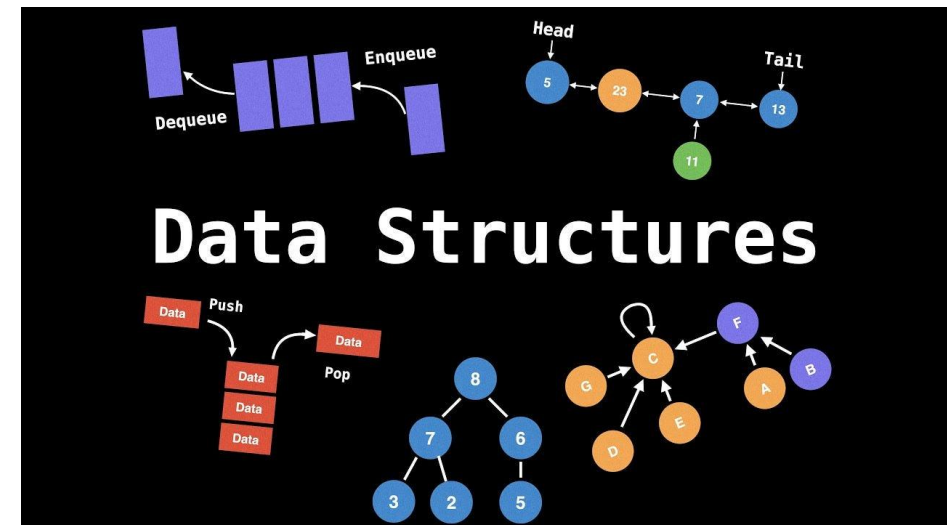 Enqueue
Dequeue
Head
Tail
5
23
7
13
11
Data Structures
Data
Push
Data
Pop
Data
Data
Data
8
7
6
3
2
5
F
C
G
B
A
E
D